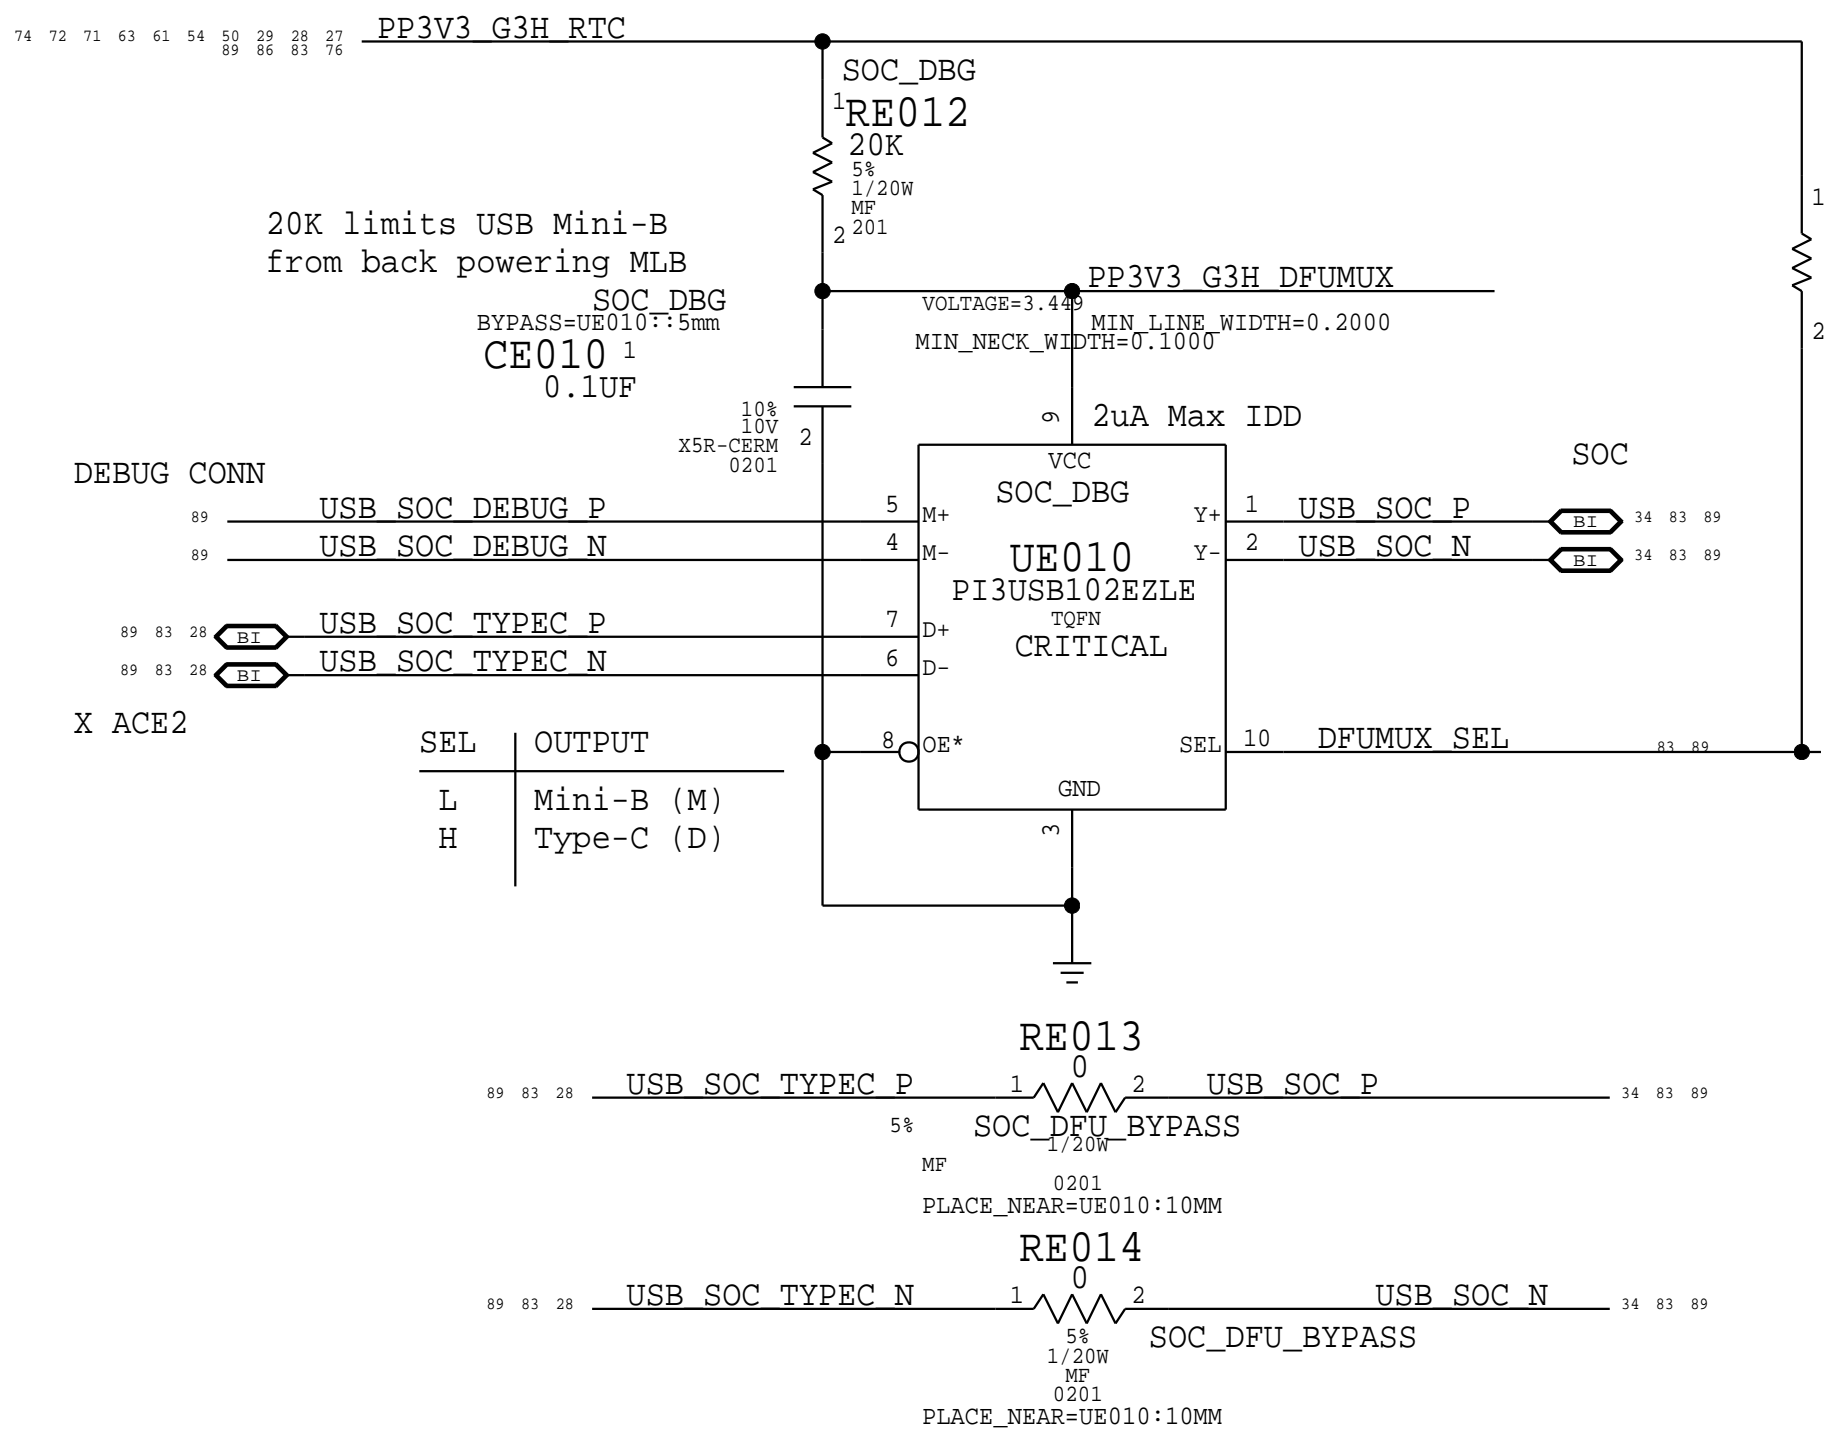 74 72 71 63 61 54 50 29 28 27 PP3V3_G3H_RTC
89 86 83 76
SOC_DBG
1
RE012
20K
5%
1/20W
MF
201
2
1
2
20K limits USB Mini-B
from back powering MLB
SOC_DBG
BYPASS=UE010::5mm
CE010 1
0.1UF
10%
10V
X5R-CERM
0201
2
PP3V3_G3H_DFUMUX
VOLTAGE=3.449
MIN_LINE_WIDTH=0.2000
MIN_NECK_WIDTH=0.1000
9 2uA Max IDD
DEBUG CONN
SOC
VCC
SOC_DBG
89 USB_SOC_DEBUG_P 5 M+ Y+ 1 USB_SOC_P BI 34 83 89
89 USB_SOC_DEBUG_N 4 M- Y- 2 USB_SOC_N BI 34 83 89
UE010
PI3USB102EZLE
TQFN
CRITICAL
89 83 28 BI USB_SOC_TYPEC_P 7 D+
89 83 28 BI USB_SOC_TYPEC_N 6 D-
X ACE2
8 OE* SEL 10 DFUMUX_SEL 83 89
GND
3
SEL OUTPUT
L Mini-B (M)
H Type-C (D)
RE013
0
89 83 28 USB_SOC_TYPEC_P 1 2 USB_SOC_P 34 83 89
5% SOC_DFU_BYPASS
1/20W
MF
0201
PLACE_NEAR=UE010:10MM
RE014
0
89 83 28 USB_SOC_TYPEC_N 1 2 USB_SOC_N 34 83 89
5% SOC_DFU_BYPASS
1/20W
MF
0201
PLACE_NEAR=UE010:10MM